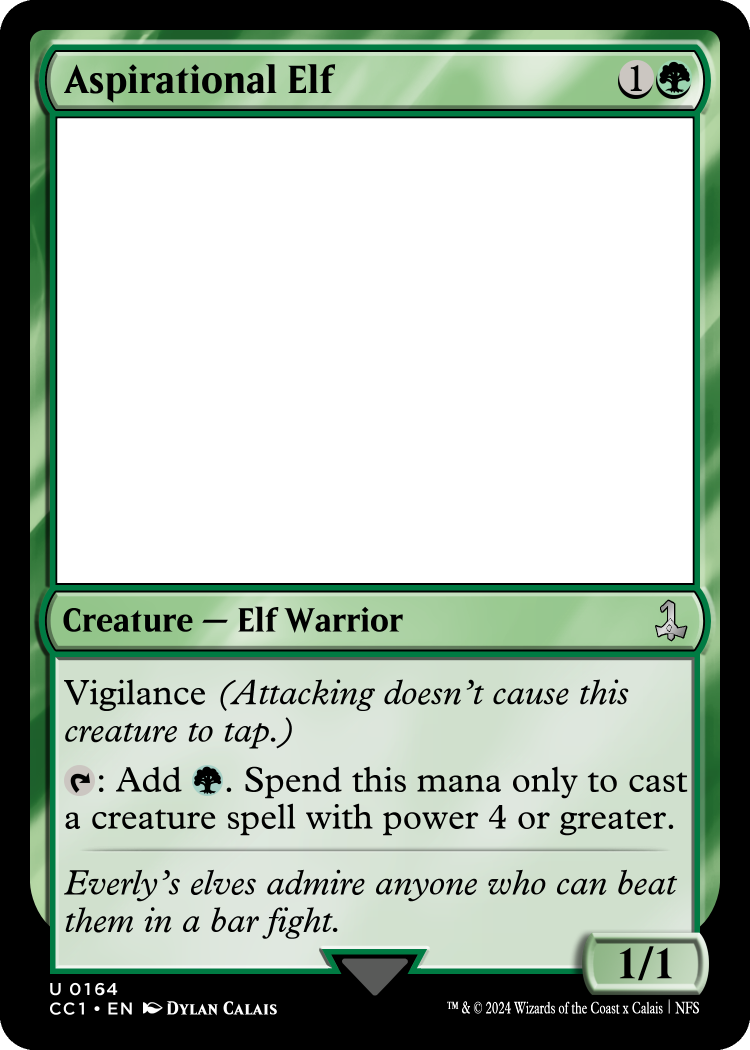 Aspirational Elf 1
Creature — Elf Warrior
Vigilance (Attacking doesn't cause this
creature to tap.)
: Add . Spend this mana only to cast
a creature spell with power 4 or greater.
Everly's elves admire anyone who can beat
them in a bar fight.
1/1
U 0164
CC1 • EN DYLAN CALAIS
™ & © 2024 Wizards of the Coast x Calais | NFS